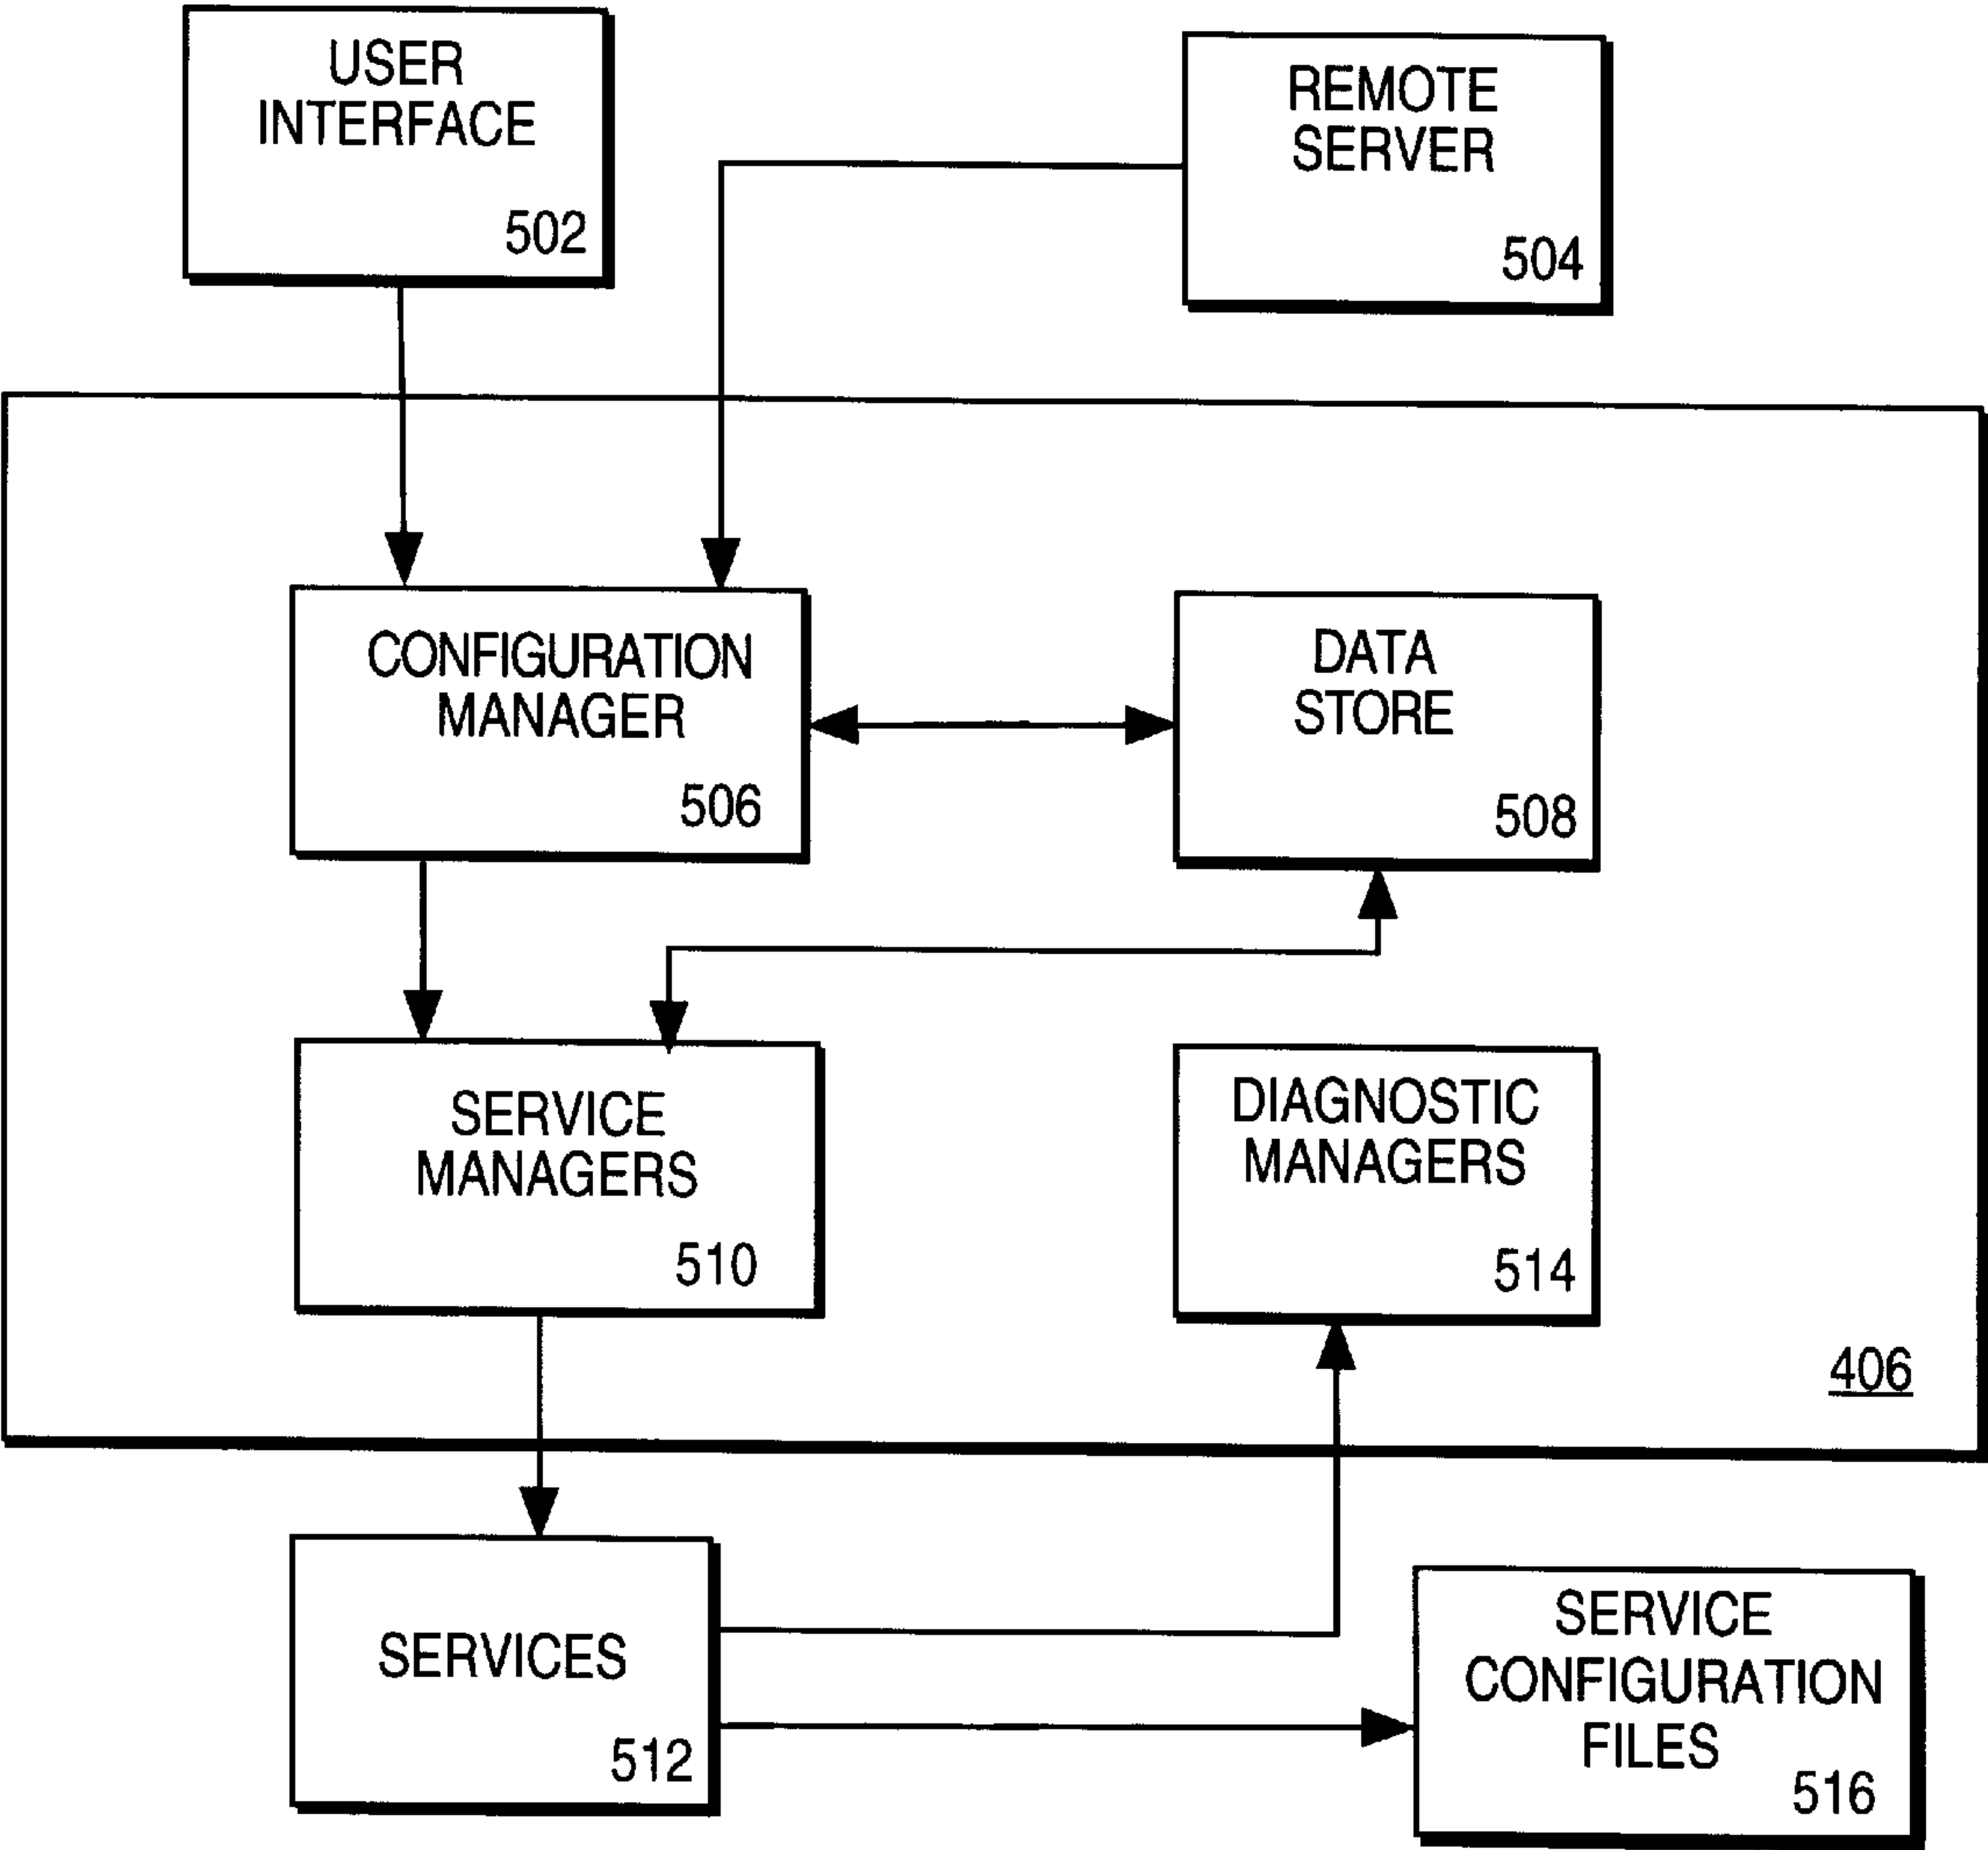 USER
INTERFACE
502
REMOTE
SERVER
504
CONFIGURATION
MANAGER
506
DATA
STORE
508
SERVICE
MANAGERS
510
DIAGNOSTIC
MANAGERS
514
406
SERVICES
512
SERVICE
CONFIGURATION
FILES
516